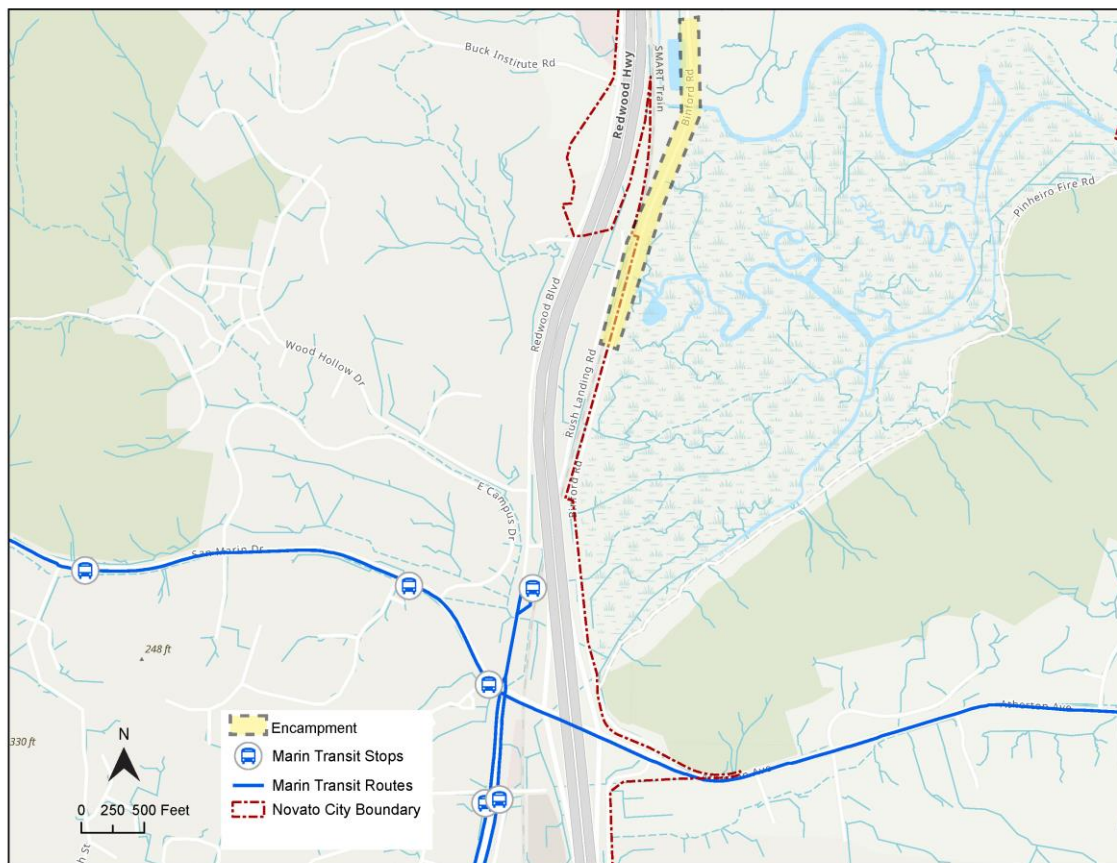 Buck Institute Rd
Redwood Hwy
SMART Train
Binford Rd
Pinheiro Fire Rd
Redwood Blvd
Wood Hollow Dr
Rush Landing Rd
Binford Rd
E Campus Dr
San Marin Dr
248 ft
330 ft
Atherton Ave
Ave
N
0 250 500 Feet
Encampment
Marin Transit Stops
Marin Transit Routes
Novato City Boundary
St